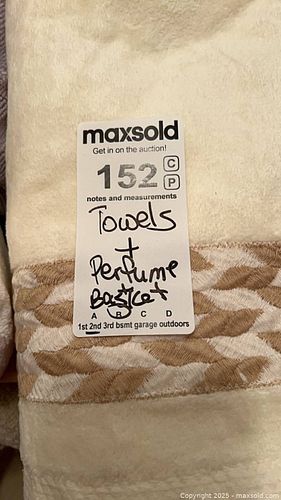 maxsold
Get in on the auction!
152 C
P
notes and measurements
Towels
+
Perfume
Basket
A B C D
1st 2nd 3rd bsmt garage outdoors
Copyright © 2025 - maxsold.com